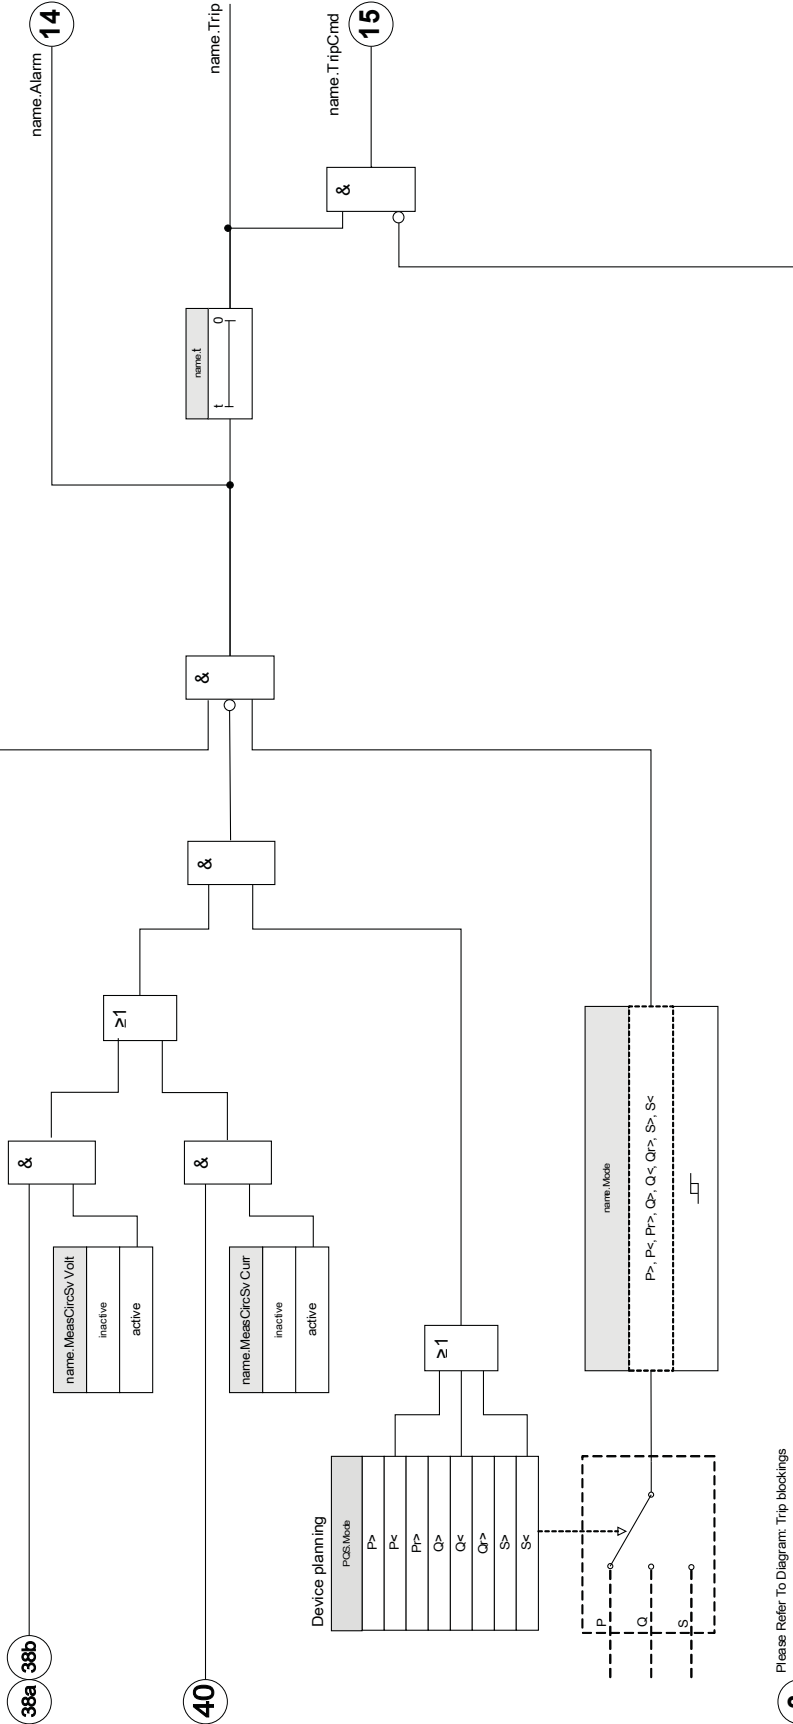 38a
38b
40
name.MeasCircSv Volt
inactive
active
name.MeasCircSv Curr
inactive
active
&
&
≥1
Device planning
PQS.Mode
P>
P<
Pr>
Q>
Q<
Qr>
S>
S<
≥1
P
Q
S
name.Mode
P>, P<, Pr>, Q>, Q<, Qr>, S>, S<
&
&
name.t
t
0
&
name.Alarm
14
name.Trip
name.TripCmd
15
Please Refer To Diagram: Trip blockings